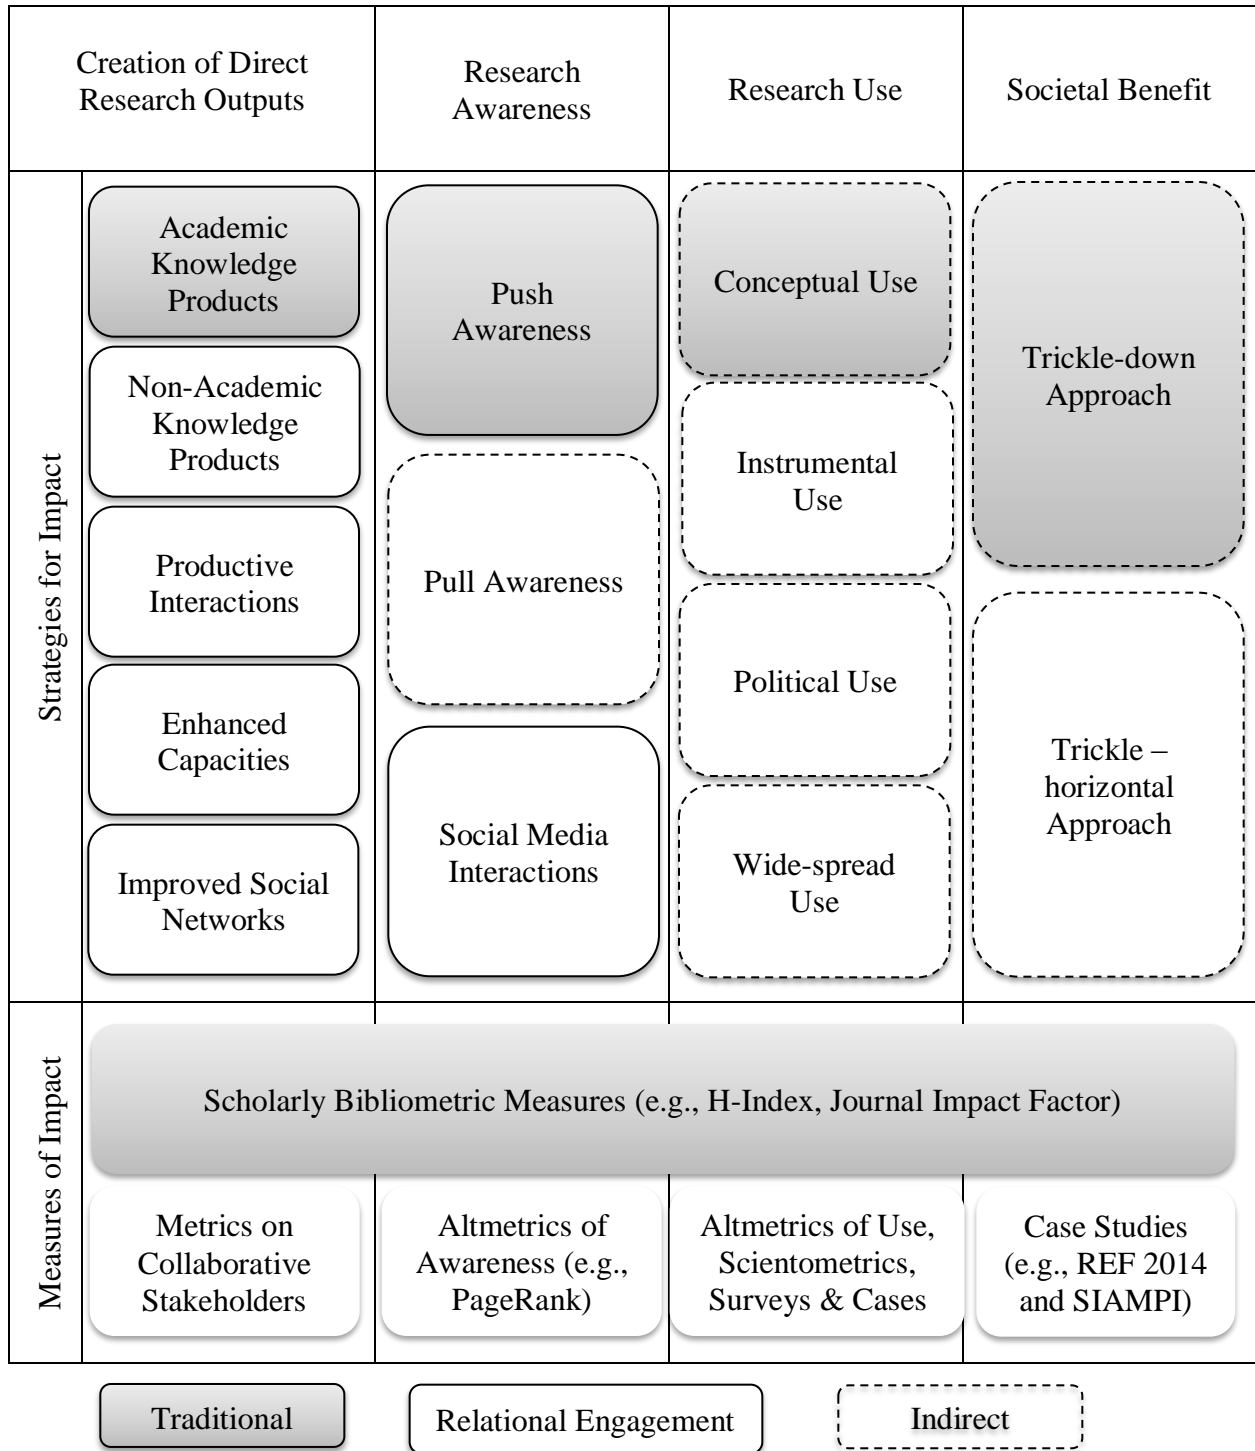 Creation of Direct
Research Outputs
Research
Awareness
Research Use
Societal Benefit
Strategies for Impact
Academic
Knowledge
Products
Non-Academic
Knowledge
Products
Productive
Interactions
Enhanced
Capacities
Improved Social
Networks
Push
Awareness
Pull Awareness
Social Media
Interactions
Conceptual Use
Instrumental
Use
Political Use
Wide-spread
Use
Trickle-down
Approach
Trickle –
horizontal
Approach
Measures of Impact
Scholarly Bibliometric Measures (e.g., H-Index, Journal Impact Factor)
Metrics on
Collaborative
Stakeholders
Altmetrics of
Awareness (e.g.,
PageRank)
Altmetrics of Use,
Scientometrics,
Surveys & Cases
Case Studies
(e.g., REF 2014
and SIAMPI)
Traditional
Relational Engagement
Indirect